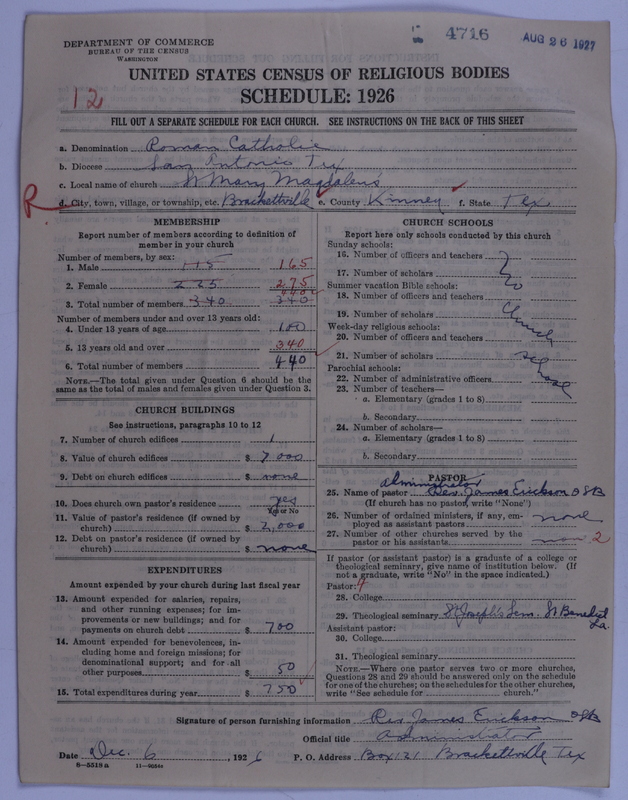 4716 AUG 26 1927
DEPARTMENT OF COMMERCE
BUREAU OF THE CENSUS
WASHINGTON
UNITED STATES CENSUS OF RELIGIOUS BODIES
12
SCHEDULE: 1926
FILL OUT A SEPARATE SCHEDULE FOR EACH CHURCH. SEE INSTRUCTIONS ON THE BACK OF THIS SHEET
a. Denomination Roman Catholic
b. Diocese San Antonio Tex
c. Local name of church St Mary Magdalens
R d. City, town, village, or township, etc. Brackettville e. County Kinney f. State Tex
MEMBERSHIP
Report number of members according to definition of
member in your church
Number of members, by sex:
1. Male 115 165
2. Female 225 275
440
3. Total number of members 340 340
Number of members under and over 13 years old:
4. Under 13 years of age 100
5. 13 years old and over 340
6. Total number of members 440
NOTE.—The total given under Question 6 should be
same as the total of males and females given under Question 3.
CHURCH BUILDINGS
See instructions, paragraphs 10 to 12
7. Number of church edifices 1
8. Value of church edifices $ 7,000
9. Debt on church edifices $ none
10. Does church own pastor's residence yes
Yes or No
11. Value of pastor's residence (if owned by
church) $ 2,000
12. Debt on pastor's residence (if owned by
church) $ none
EXPENDITURES
Amount expended by your church during last fiscal year
13. Amount expended for salaries, repairs,
and other running expenses; for im-
provements or new buildings; and for
payments on church debt $ 700
14. Amount expended for benevolences, in-
cluding home and foreign missions; for
denominational support; and for all
other purposes $ 50
15. Total expenditures during year $ 750
CHURCH SCHOOLS
Report here only schools conducted by this church
Sunday schools:
16. Number of officers and teachers
17. Number of scholars
No
Summer vacation Bible schools:
18. Number of officers and teachers
19. Number of scholars
Church
Week-day religious schools:
20. Number of officers and teachers
21. Number of scholars
School
Parochial schools:
22. Number of administrative officers
23. Number of teachers—
a. Elementary (grades 1 to 8)
b. Secondary
24. Number of scholars—
a. Elementary (grades 1 to 8)
b. Secondary
PASTOR
administrator
25. Name of pastor Rev. James Erickson OSB
(If church has no pastor, write "None")
26. Number of ordained ministers, if any, em-
ployed as assistant pastors none
27. Number of other churches served by the
pastor or his assistants 2
If pastor (or assistant pastor) is a graduate of a college or
theological seminary, give name of institution below. (If
not a graduate, write "No" in the space indicated.)
Pastor: 4
28. College
29. Theological seminary St Joseph's Sem. St Benedict
La.
Assistant pastor:
30. College
31. Theological seminary
NOTE.—Where one pastor serves two or more churches,
Questions 28 and 29 should be answered only on the schedule
for one of the churches; on the schedules for the other churches,
write "See schedule for church."
Signature of person furnishing information Rev James Erickson OSB
Official title Administrator
Date Dec. 6, 1926 P. O. Address Box 121 Brackettville Tex
8-5518 a 11-9034